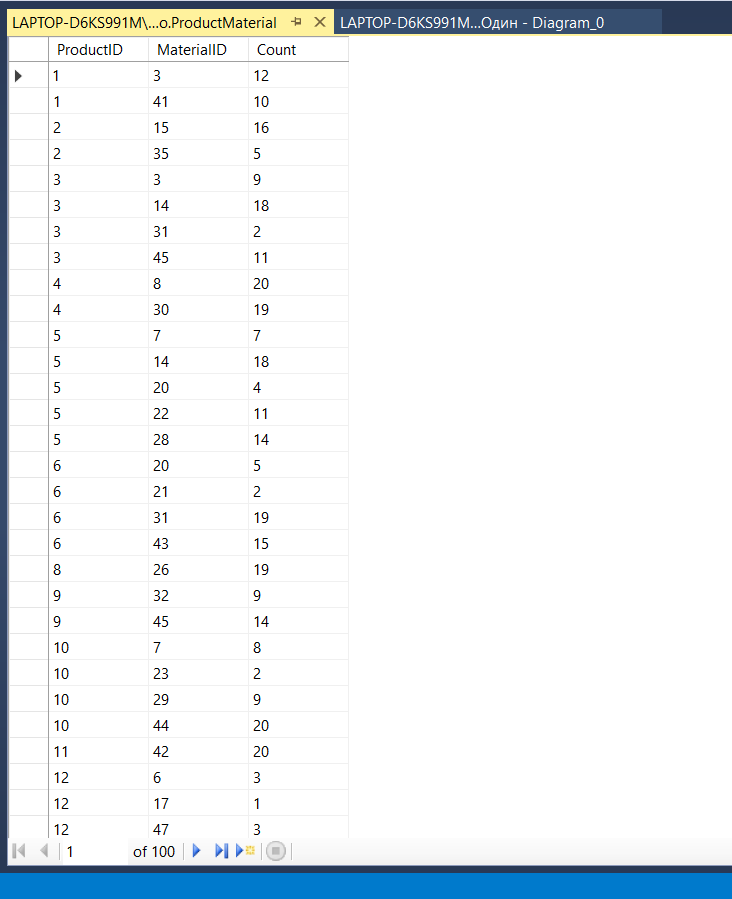 LAPTOP-D6KS991M\...o.ProductMaterial LAPTOP-D6KS991M...Один - Diagram_0
ProductID MaterialID Count
1 3 12
1 41 10
2 15 16
2 35 5
3 3 9
3 14 18
3 31 2
3 45 11
4 8 20
4 30 19
5 7 7
5 14 18
5 20 4
5 22 11
5 28 14
6 20 5
6 21 2
6 31 19
6 43 15
8 26 19
9 32 9
9 45 14
10 7 8
10 23 2
10 29 9
10 44 20
11 42 20
12 6 3
12 17 1
12 47 3
1 of 100